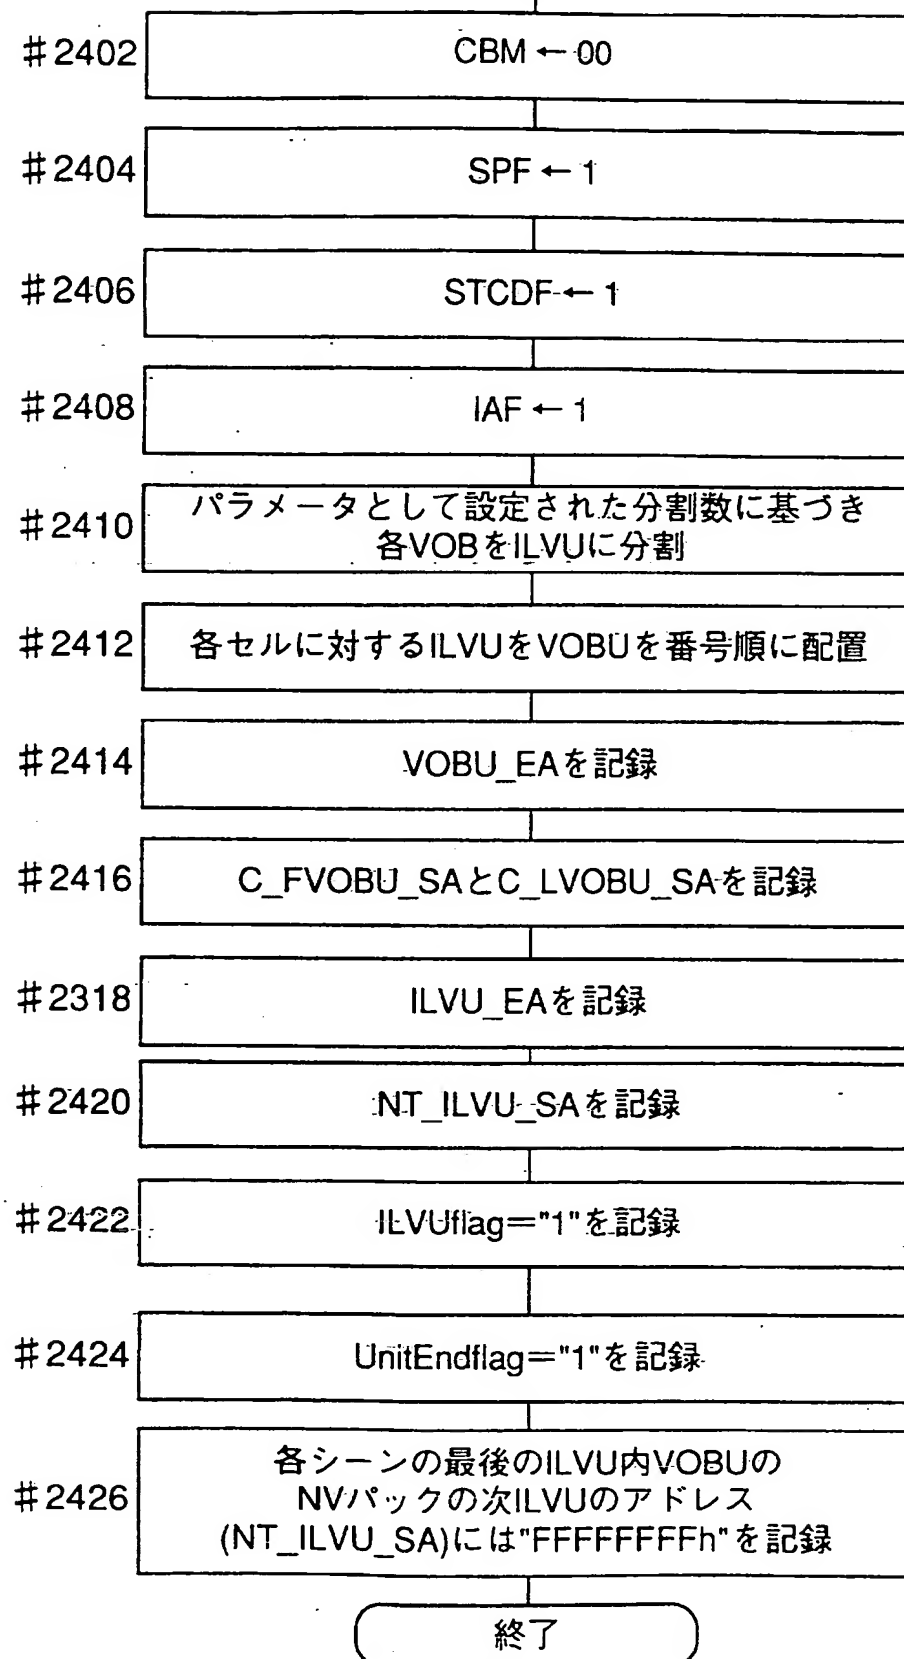 #2402 CBM ← 00
#2404 SPF ← 1
#2406 STCDF ← 1
#2408 IAF ← 1
#2410 パラメータとして設定された分割数に基づき
各VOBをILVUに分割
#2412 各セルに対するILVUをVOBUを番号順に配置
#2414 VOBU_EAを記録
#2416 C_FVOBU_SAとC_LVOBU_SAを記録
#2318 ILVU_EAを記録
#2420 NT_ILVU_SAを記録
#2422 ILVUflag="1"を記録
#2424 UnitEndflag="1"を記録
各シーンの最後のILVU内VOBUの
#2426 NVパックの次ILVUのアドレス
(NT_ILVU_SA)には"FFFFFFFFh"を記録
終了